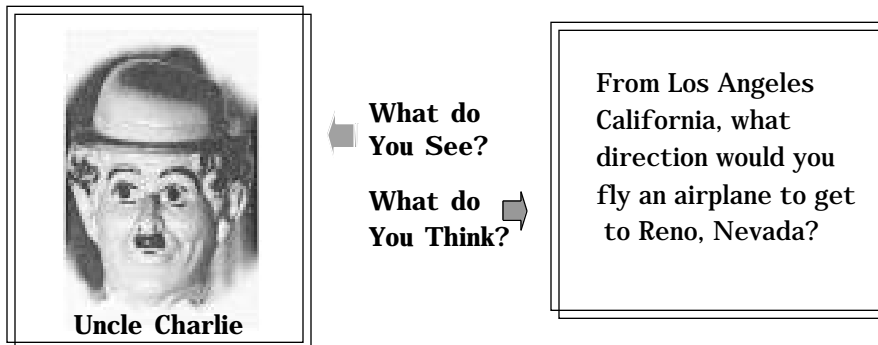 Uncle Charlie
What do
You See?
What do
You Think?
From Los Angeles
California, what
direction would you
fly an airplane to get
to Reno, Nevada?